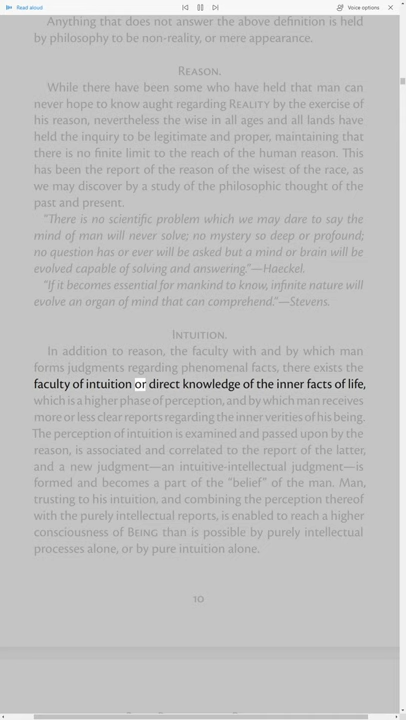 Read aloud
Voice options
Anything that does not answer the above definition is held
by philosophy to be non-reality, or mere appearance.
Reason.
While there have been some who have held that man can
never hope to know aught regarding Reality by the exercise of
his reason, nevertheless the wise in all ages and all lands have
held the inquiry to be legitimate and proper, maintaining that
there is no finite limit to the reach of the human reason. This
has been the report of the reason of the wisest of the race, as
we may discover by a study of the philosophic thought of the
past and present.
“There is no scientific problem which we may dare to say the
mind of man will never solve; no mystery so deep or profound;
no question has or ever will be asked but a mind or brain will be
evolved capable of solving and answering.”—Haeckel.
“If it becomes essential for mankind to know, infinite nature will
evolve an organ of mind that can comprehend.”—Stevens.
Intuition.
In addition to reason, the faculty with and by which man
forms judgments regarding phenomenal facts, there exists the
faculty of intuition or direct knowledge of the inner facts of life,
which is a higher phase of perception, and by which man receives
more or less clear reports regarding the inner verities of his being.
The perception of intuition is examined and passed upon by the
reason, is associated and correlated to the report of the latter,
and a new judgment—an intuitive-intellectual judgment—is
formed and becomes a part of the “belief” of the man. Man,
trusting to his intuition, and combining the perception thereof
with the purely intellectual reports, is enabled to reach a higher
consciousness of Being than is possible by purely intellectual
processes alone, or by pure intuition alone.
10